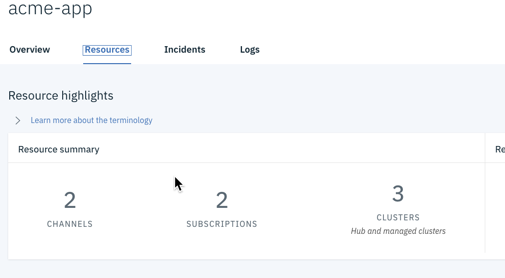 acme-app
Overview Resources Incidents Logs
Resource highlights
Learn more about the terminology
Resource summary Re
2 2 3
CHANNELS SUBSCRIPTIONS CLUSTERS
Hub and managed clusters